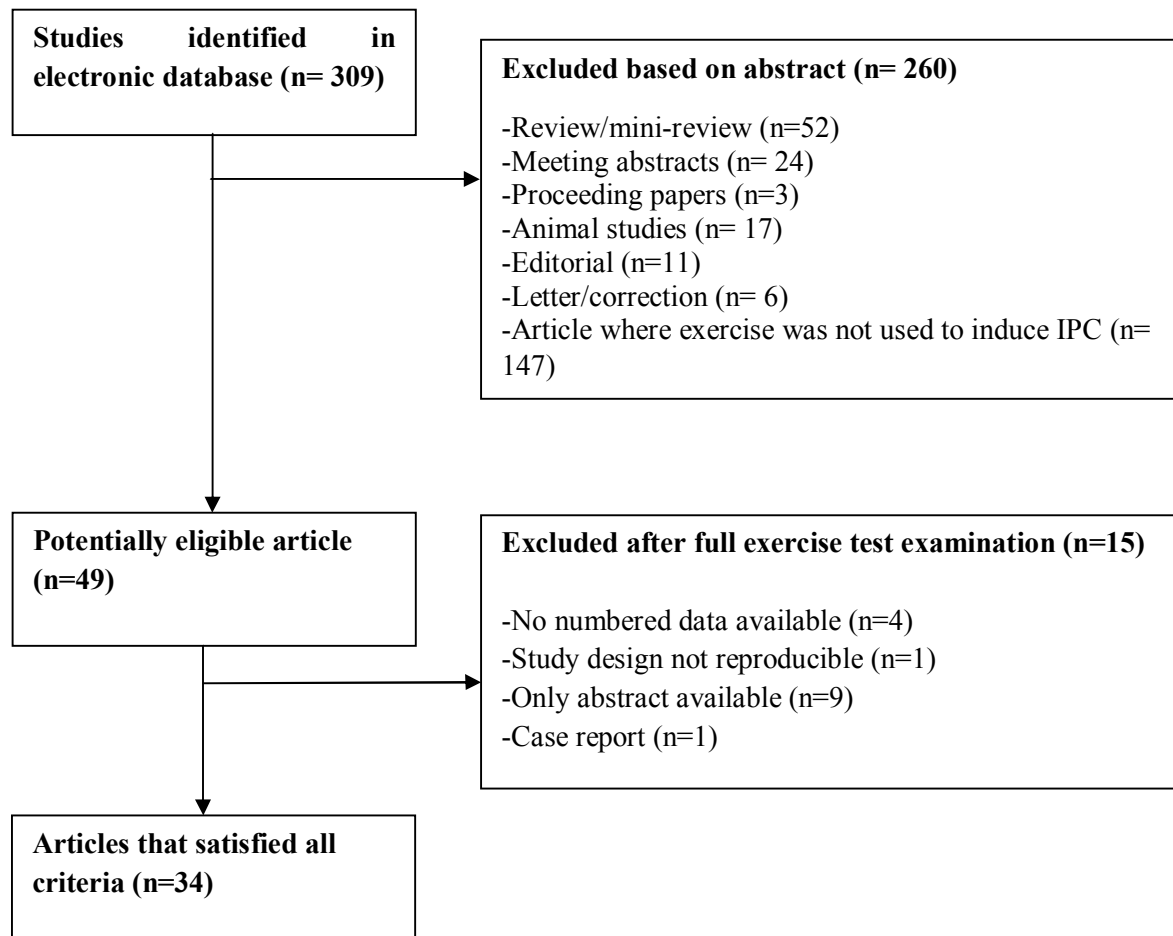 Studies identified in
electronic database (n= 309)
Excluded based on abstract (n= 260)
-Review/mini-review (n=52)
-Meeting abstracts (n= 24)
-Proceeding papers (n=3)
-Animal studies (n= 17)
-Editorial (n=11)
-Letter/correction (n= 6)
-Article where exercise was not used to induce IPC (n=
147)
Potentially eligible article
(n=49)
Excluded after full exercise test examination (n=15)
-No numbered data available (n=4)
-Study design not reproducible (n=1)
-Only abstract available (n=9)
-Case report (n=1)
Articles that satisfied all
criteria (n=34)